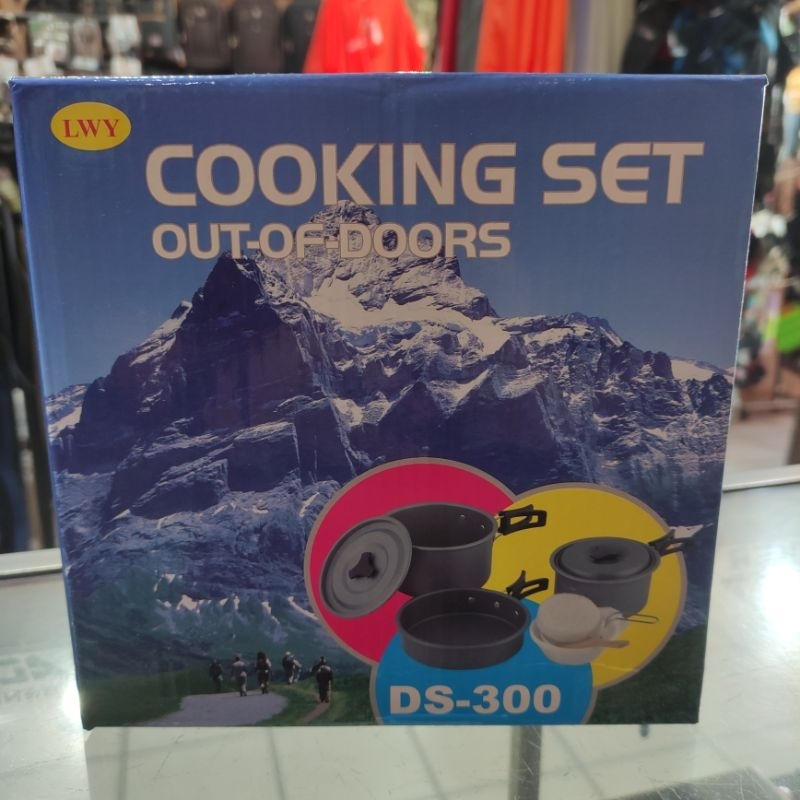 LWY
COOKING SET
OUT-OF-DOORS
DS-300